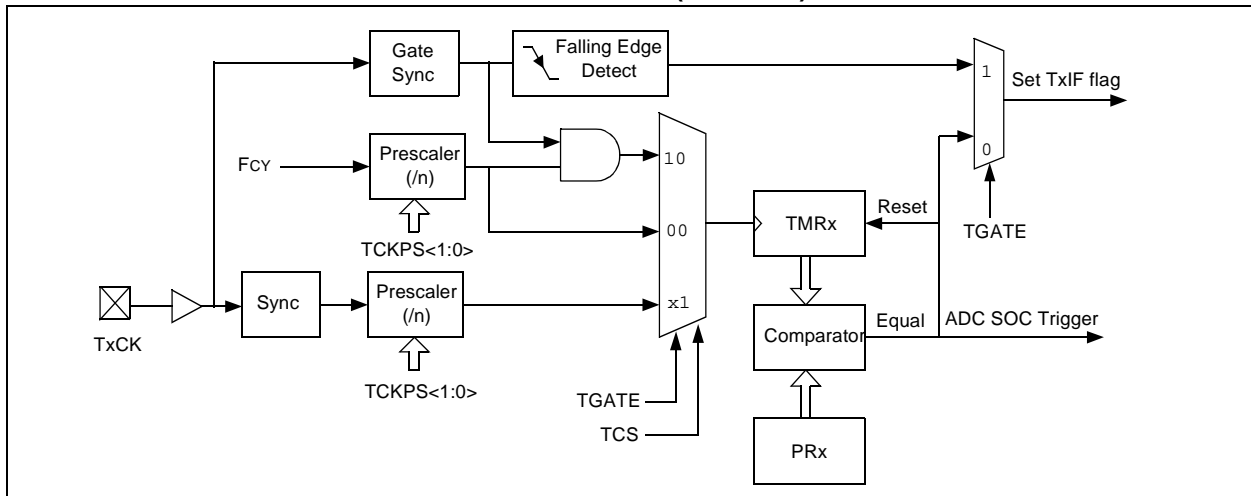 Gate
Sync
Falling Edge
Detect
1
Set TxIF flag
0
TGATE
FCY
Prescaler
(/n)
TCKPS<1:0>
10
00
x1
TMRx
Reset
TxCK
Sync
Prescaler
(/n)
TCKPS<1:0>
Comparator
Equal
ADC SOC Trigger
TGATE
TCS
PRx